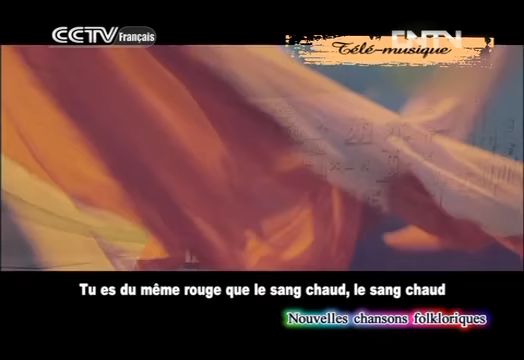 CCTV Français
CNTV
Télé-musique
Tu es du même rouge que le sang chaud, le sang chaud
Nouvelles chansons folkloriques